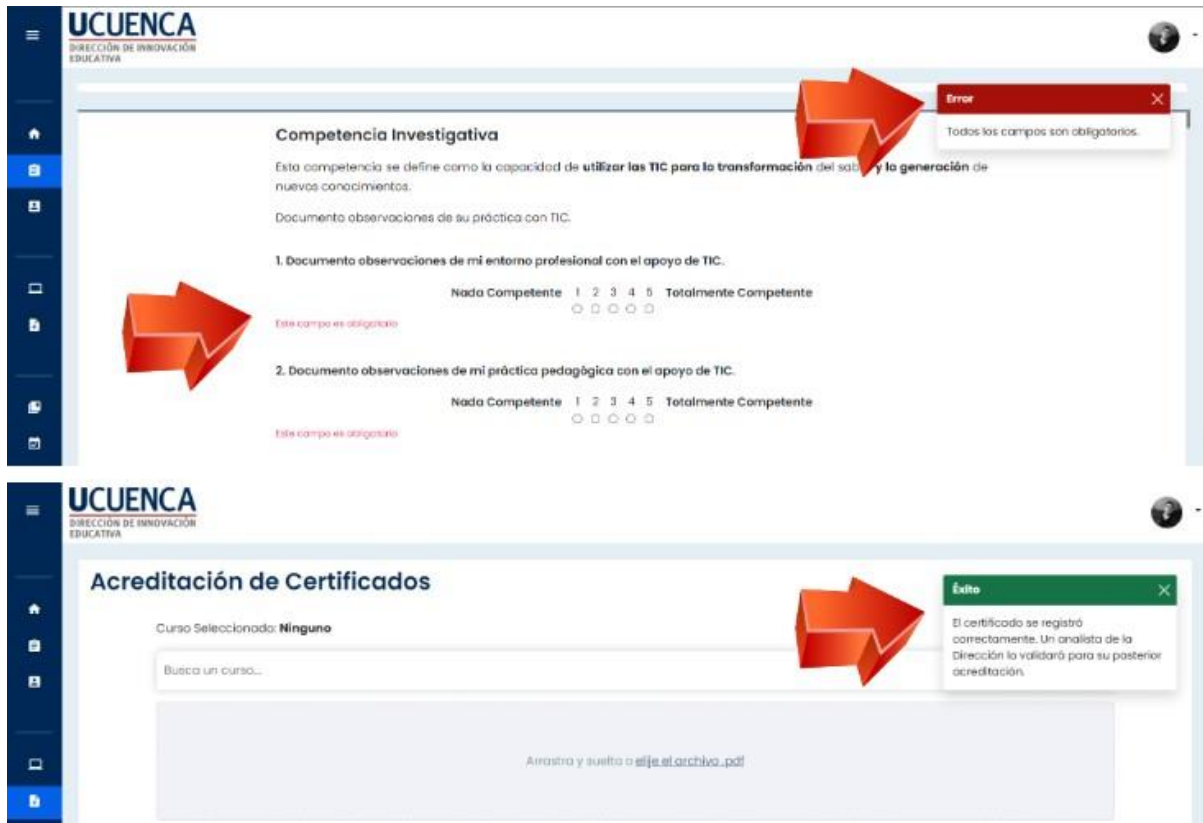 UCUENCA
DIRECCIÓN DE INNOVACIÓN
EDUCATIVA
Error
Todos los campos son obligatorios.
Competencia Investigativa
Esta competencia se define como la capacidad de utilizar las TIC para la transformación del y la generación de
nuevos conocimientos.
Documenta observaciones de su práctica con TIC.
1. Documento observaciones de mi entorno profesional con el apoyo de TIC.
Nada Competente 1 2 3 4 5 Totalmente Competente
Este campo es obligatorio
2. Documento observaciones de mi práctica pedagógica con el apoyo de TIC.
Nada Competente 1 2 3 4 5 Totalmente Competente
Este campo es obligatorio
UCUENCA
DIRECCIÓN DE INNOVACIÓN
EDUCATIVA
Acreditación de Certificados
Éxito
El certificado se registró
correctamente. Un analista de la
Dirección lo validará para su posterior
acreditación.
Curso Seleccionado: Ninguno
Busca un curso...
Arrastra y suelta o elije el archivo .pdf